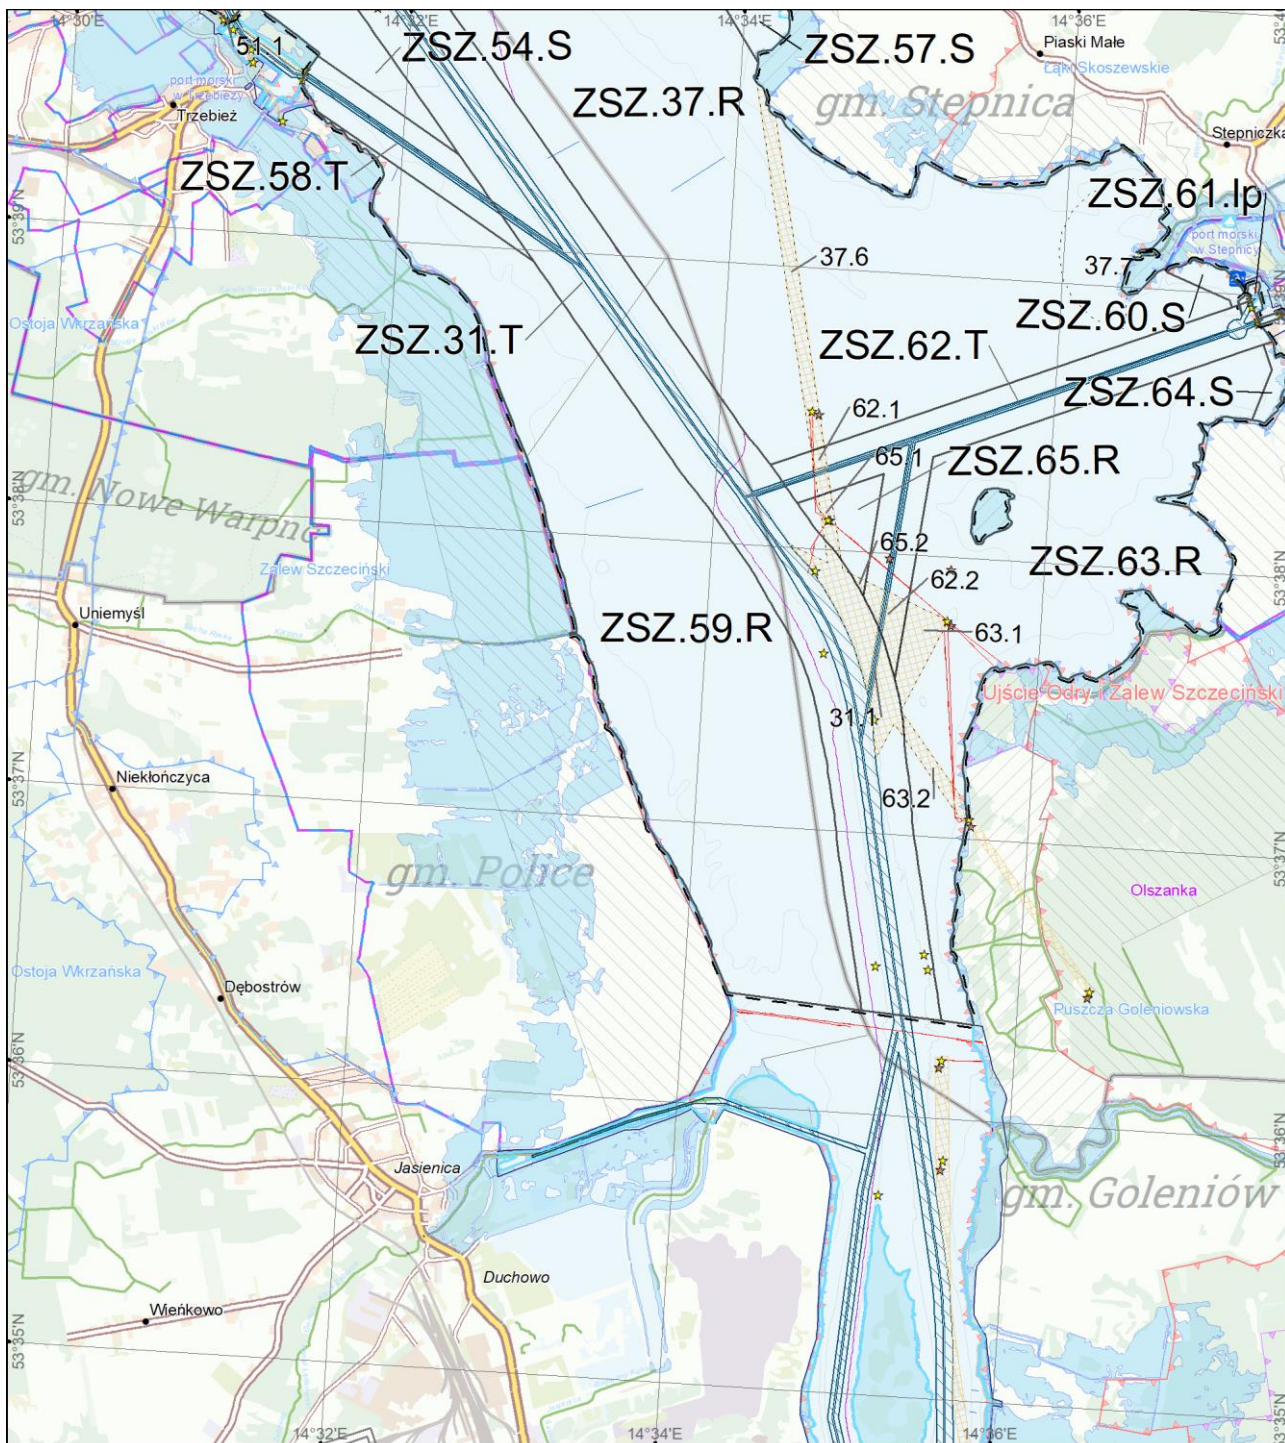 14°30'E
14°32'E
14°34'E
14°36'E
51.1
ZSZ.54.S
ZSZ.57.S
Piaski Małe
Łąki Skoszewskie
port morski
w Trzebieży
Trzebież
ZSZ.37.R
gm. Stepnica
Stepniczka
ZSZ.58.T
ZSZ.61.Ip
53°39'N
port morski
w Stepnicy
37.6
37.7
Ostoja Wkrzańska
ZSZ.60.S
ZSZ.31.T
ZSZ.62.T
ZSZ.64.S
62.1
65.1
ZSZ.65.R
gm. Nowe Warpno
53°38'N
65.2
ZSZ.63.R
Zalew Szczeciński
62.2
53°38'N
Uniemyśl
ZSZ.59.R
63.1
Ujście Odry i Zalew Szczeciński
31.1
53°37'N
Niekłończyca
63.2
53°37'N
gm. Police
Olszanka
Ostoja Wkrzańska
Dębostrów
Puszcza Goleniowska
53°36'N
53°36'N
Jasienica
gm. Goleniów
Duchowo
Wieńkowo
53°35'N
53°35'N
14°32'E
14°34'E
14°36'E